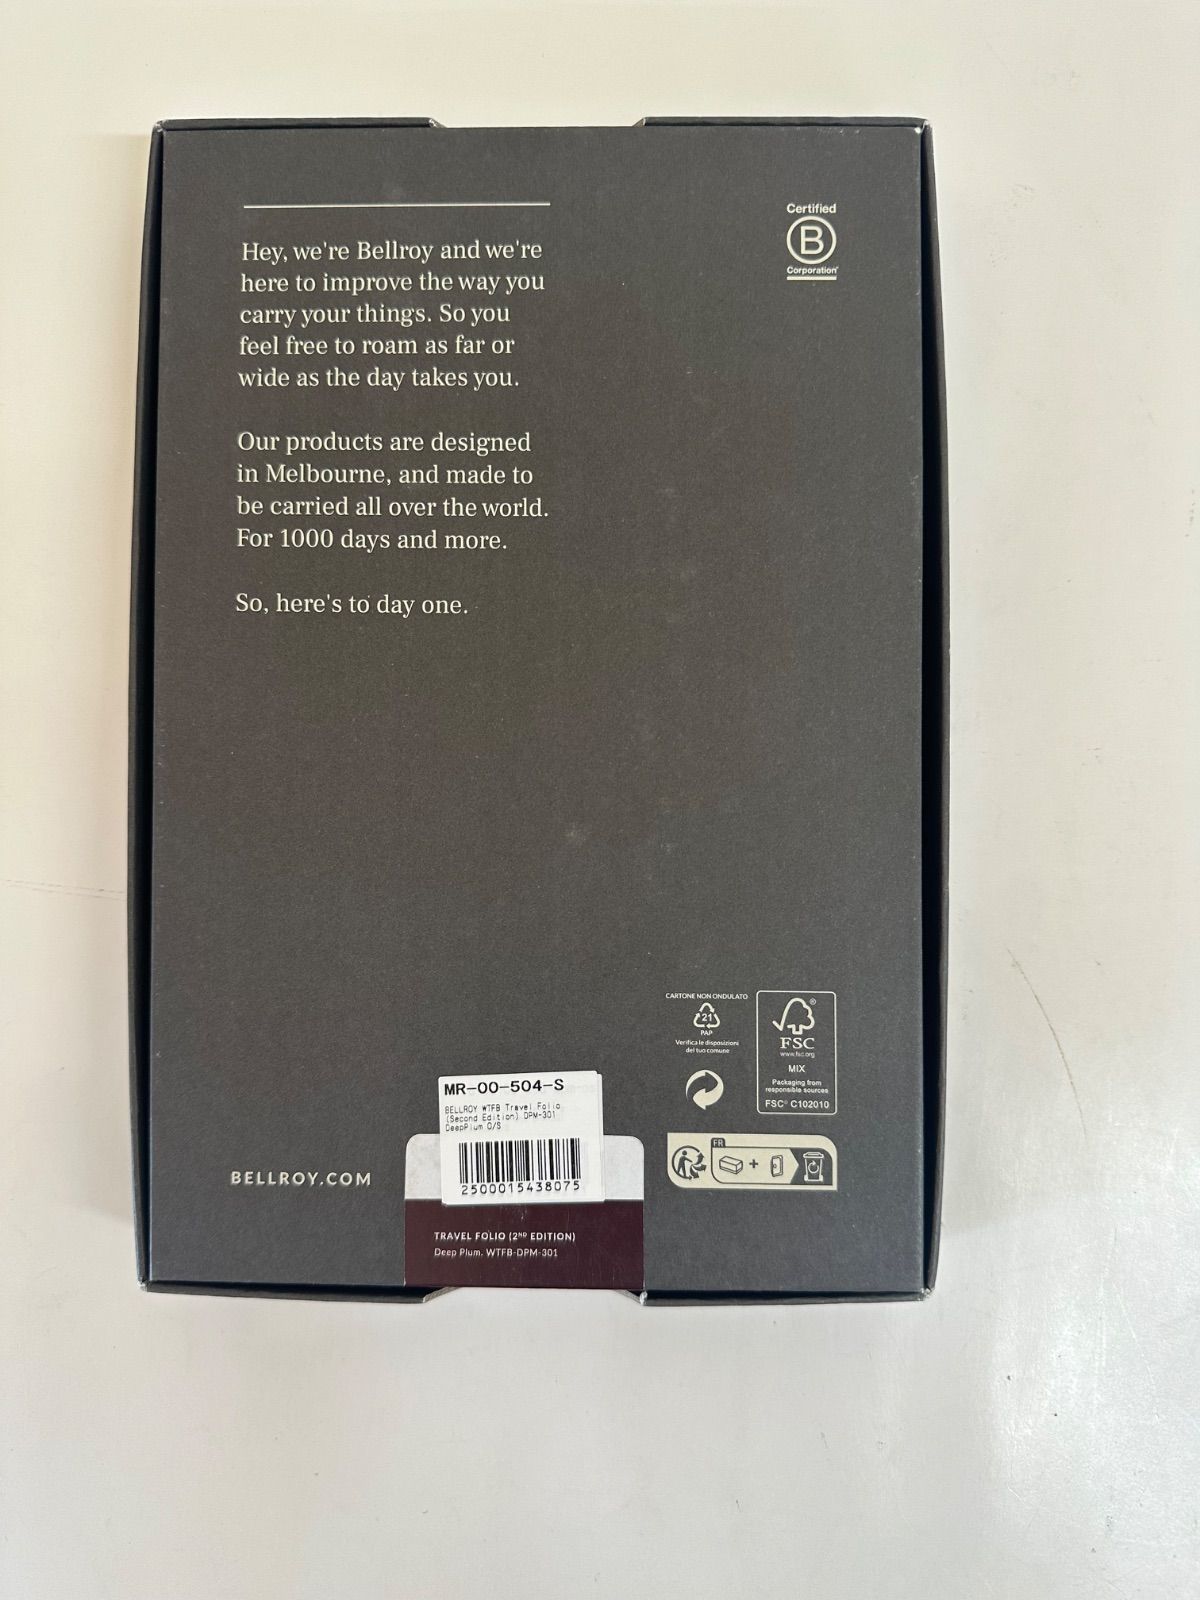 Certified
B
Corporation
Hey, we're Bellroy and we're
here to improve the way you
carry your things. So you
feel free to roam as far or
wide as the day takes you.
Our products are designed
in Melbourne, and made to
be carried all over the world.
For 1000 days and more.
So, here's to day one.
CARTONE NON ONDULATO
21
PAP
Verifica le disposizioni
del tuo comune
®
FSC
www.fsc.org
MIX
Packaging from
responsible sources
FSC® C102010
FR
+
BELLROY.COM
MR-00-504-S
BELLROY WTFB Travel Folio
(Second Edition) DPM-301
DeepPlum O/S
2500015438075
TRAVEL FOLIO (2ND EDITION)
Deep Plum. WTFB-DPM-301